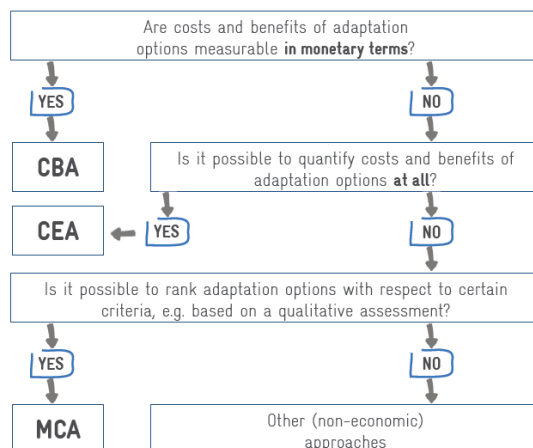 Are costs and benefits of adaptation
options measurable in monetary terms?
YES
NO
CBA
Is it possible to quantify costs and benefits of
adaptation options at all?
CEA
YES
NO
Is it possible to rank adaptation options with respect to certain
criteria, e.g. based on a qualitative assessment?
YES
NO
MCA
Other (non-economic)
approaches